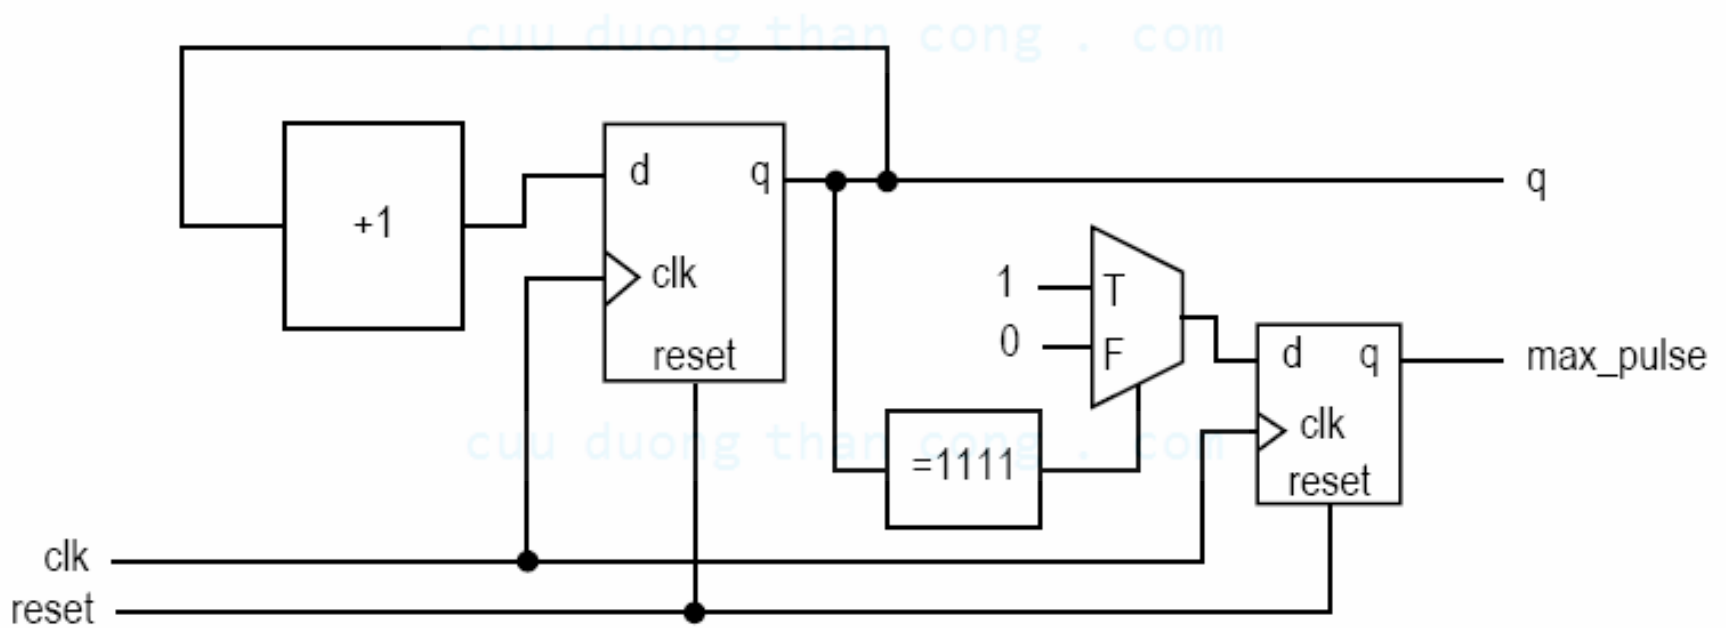 cuu duong than cong . com
+1
d
q
clk
reset
q
1
T
0
F
d
q
clk
reset
max_pulse
=1111
cuu duong than cong . com
clk
reset